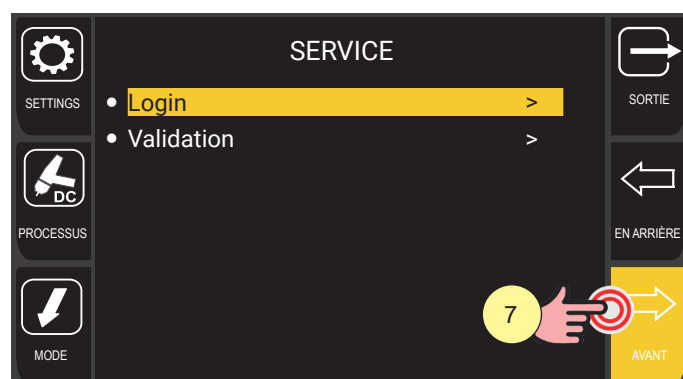 SERVICE
SETTINGS
• Login >
SORTIE
• Validation >
DC
PROCESSUS
EN ARRIÈRE
7
MODE
AVANT